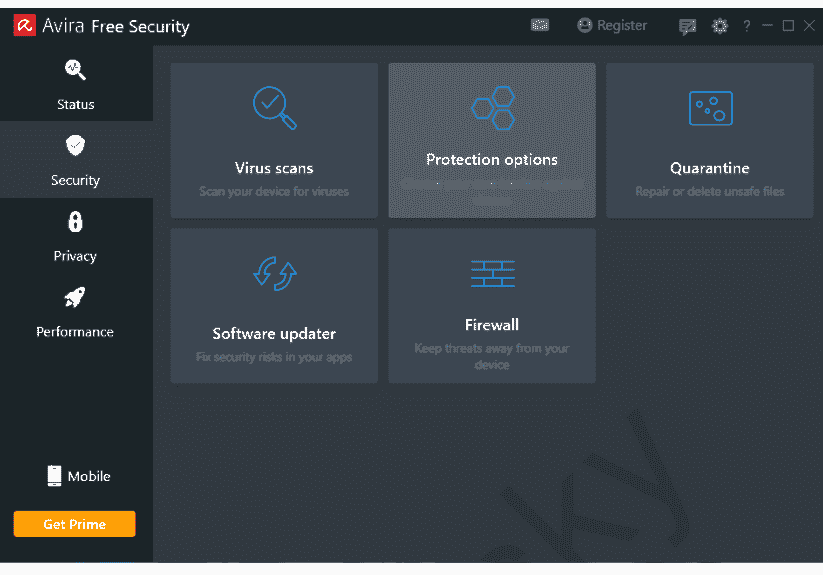 Avira Free Security
Register
?
Status
Security
Privacy
Performance
Mobile
Get Prime
Virus scans
Scan your device for viruses
Protection options
Quarantine
Repair or delete unsafe files
Software updater
Fix security risks in your apps
Firewall
Keep threats away from your
device
sky